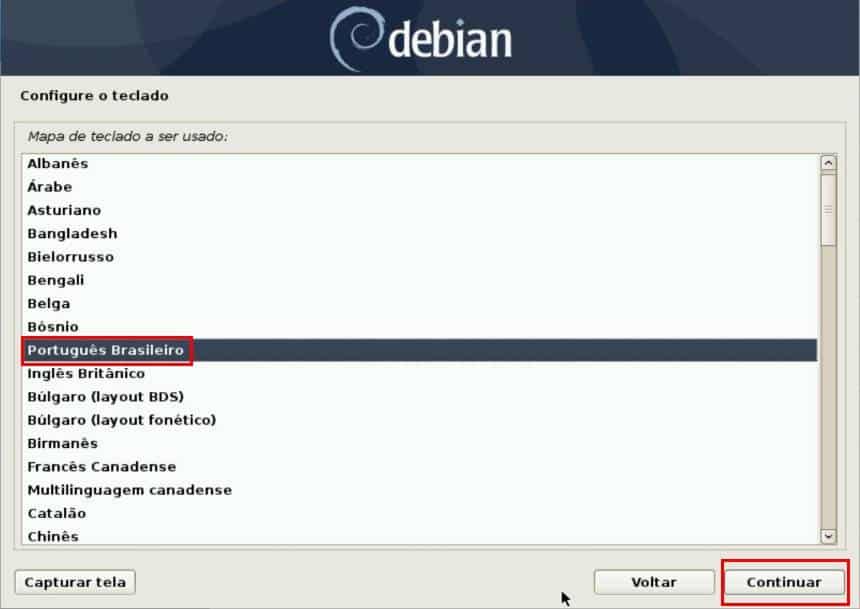 debian
Configure o teclado
Mapa de teclado a ser usado:
Albanês
Árabe
Asturiano
Bangladesh
Bielorrusso
Bengali
Belga
Bósnio
Português Brasileiro
Inglês Britânico
Búlgaro (layout BDS)
Búlgaro (layout fonético)
Birmanês
Francês Canadense
Multilinguagem canadense
Catalão
Chinês
Capturar tela
Voltar
Continuar